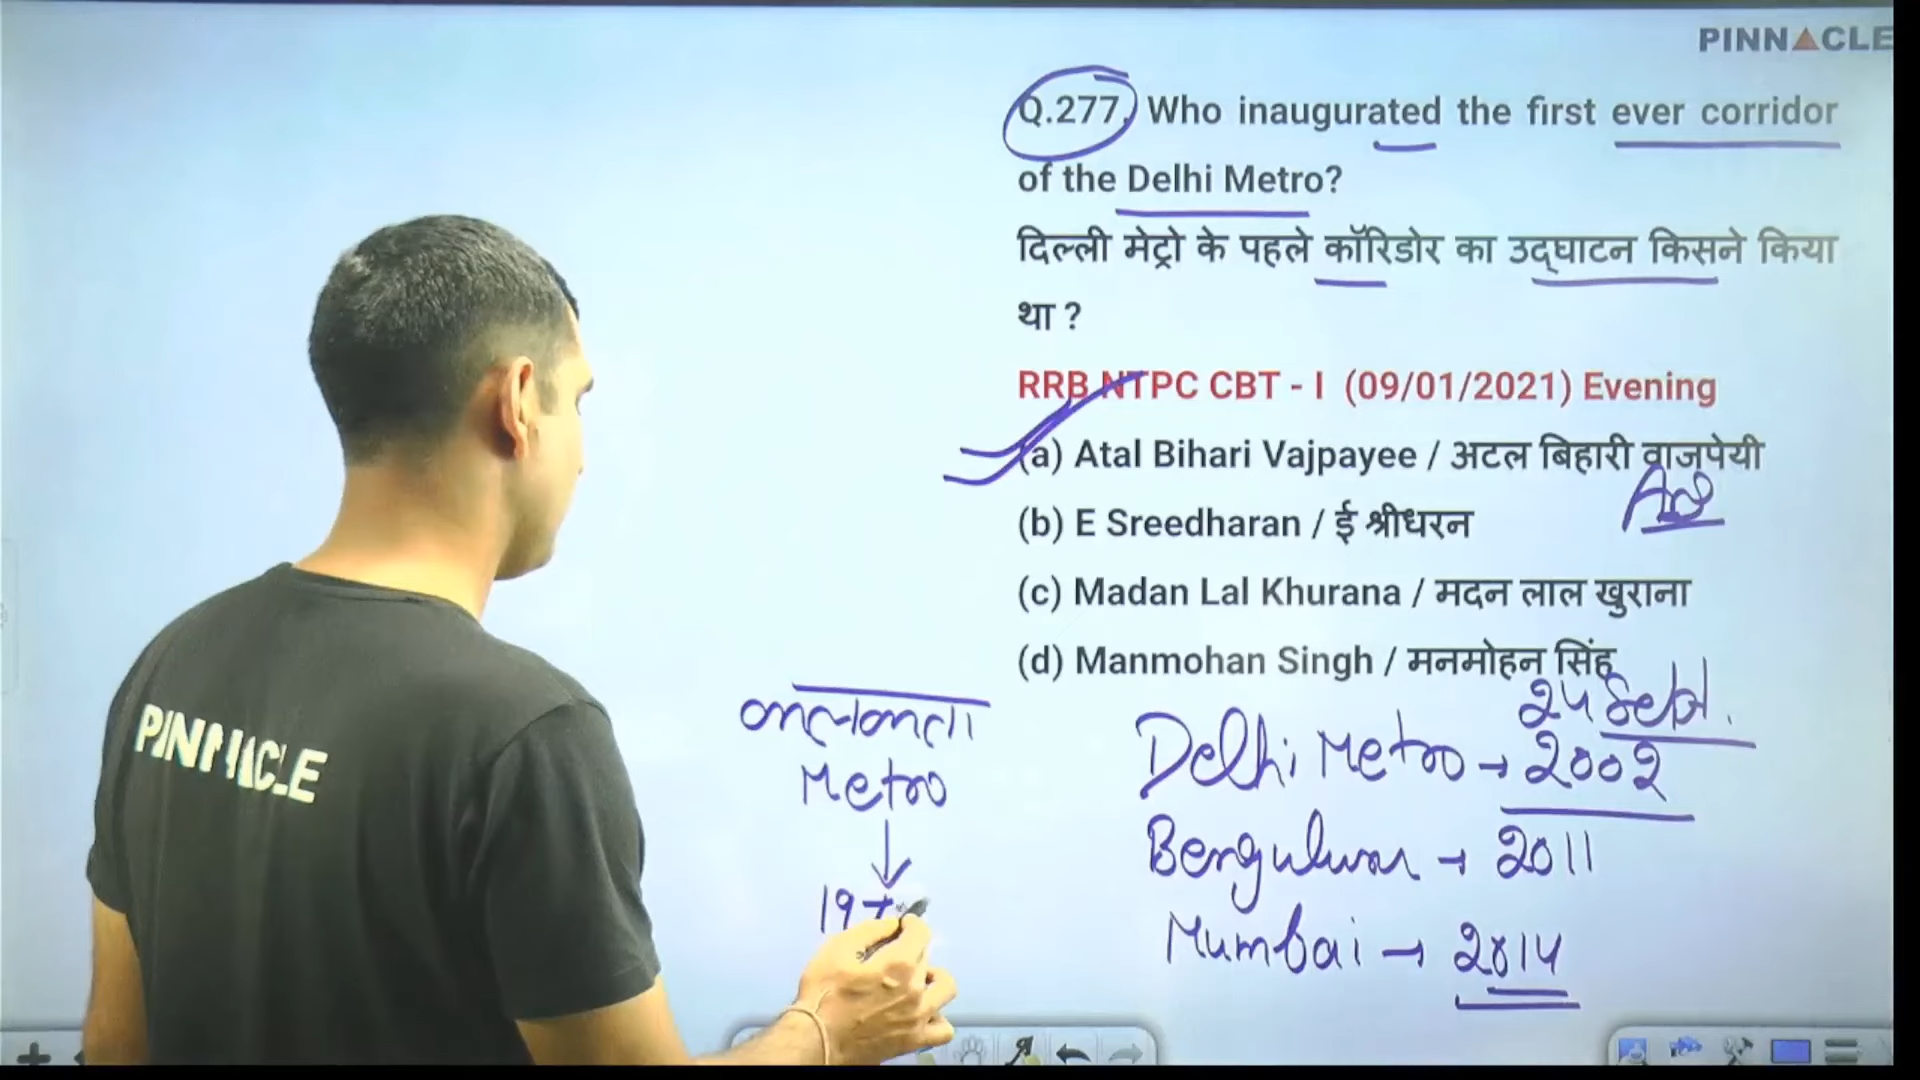 PINNACLE
Q.277. Who inaugurated the first ever corridor
of the Delhi Metro?
दिल्ली मेट्रो के पहले कॉरिडोर का उद्घाटन किसने किया
था ?
RRB NTPC CBT - I (09/01/2021) Evening
(a) Atal Bihari Vajpayee / अटल बिहारी वाजपेयी
(b) E Sreedharan / ई श्रीधरन
(c) Madan Lal Khurana / मदन लाल खुराना
(d) Manmohan Singh / मनमोहन सिंह
24 Sept.
Delhi Metro → 2002
Mumbai → 2014
2011
कलकत्ता
Metro
PINNACLE